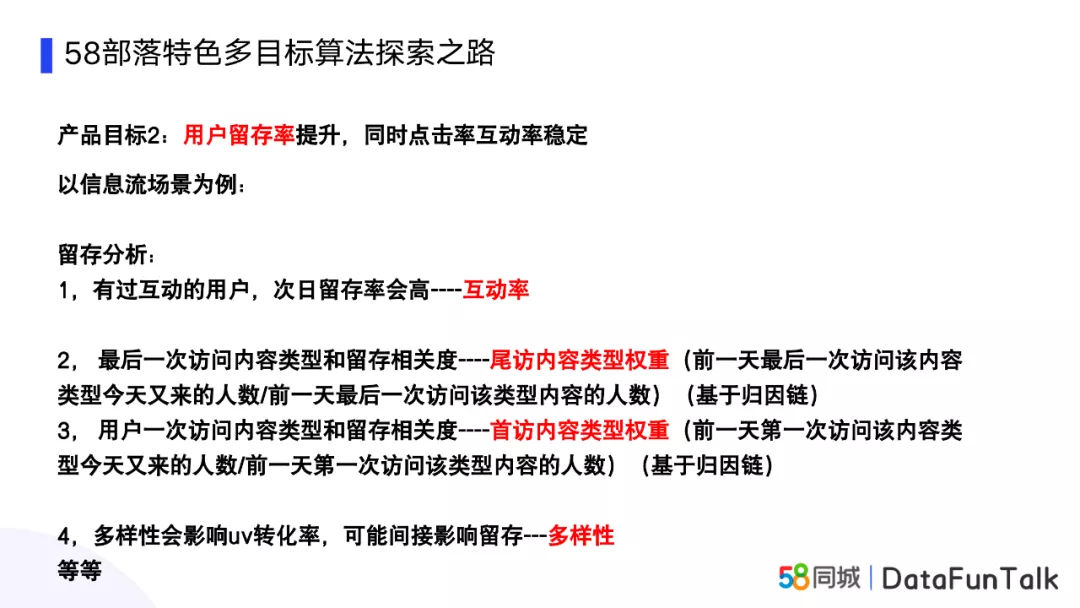 58部落特色多目标算法探索之路
产品目标2：用户留存率提升，同时点击率互动率稳定
以信息流场景为例：
留存分析：
1，有过互动的用户，次日留存率会高----互动率
2， 最后一次访问内容类型和留存相关度----尾访内容类型权重（前一天最后一次访问该内容
类型今天又来的人数/前一天最后一次访问该类型内容的人数）（基于归因链）
3， 用户一次访问内容类型和留存相关度----首访内容类型权重（前一天第一次访问该内容类
型今天又来的人数/前一天第一次访问该类型内容的人数）（基于归因链）
4，多样性会影响uv转化率，可能间接影响留存---多样性
等等
58同城 | DataFunTalk